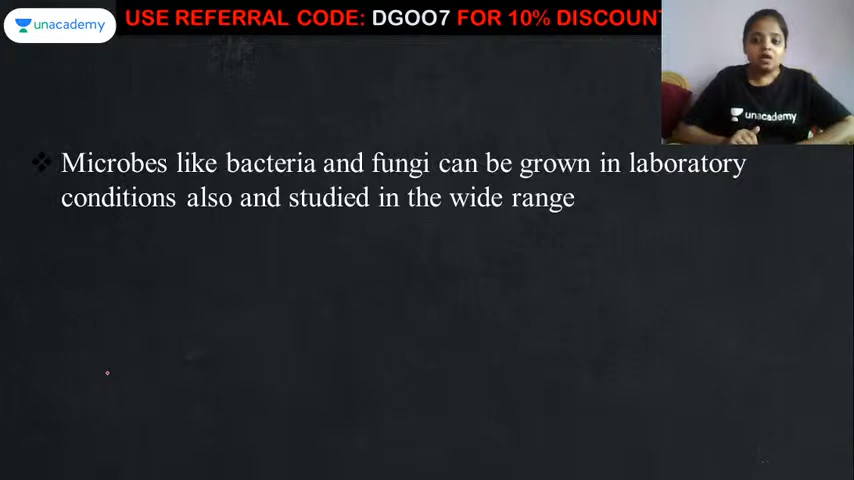 unacademy
USE REFERRAL CODE: DGOO7 FOR 10% DISCOUNT
unacademy
Microbes like bacteria and fungi can be grown in laboratory
conditions also and studied in the wide range